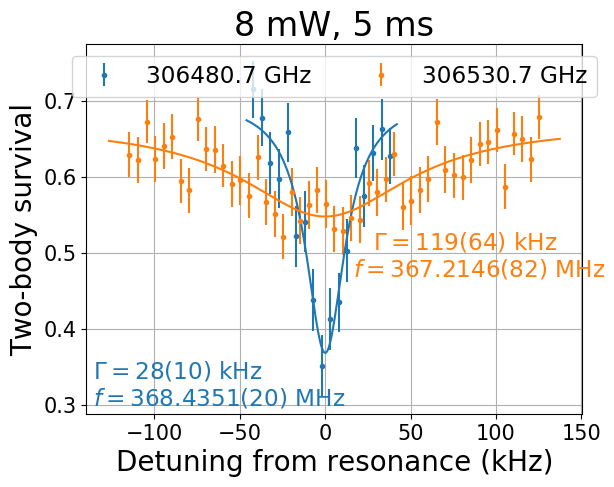 8 mW, 5 ms
306480.7 GHz 306530.7 GHz
Two-body survival
0.7
0.6
0.5
0.4
0.3
Γ = 119(64) kHz
f = 367.2146(82) MHz
Γ = 28(10) kHz
f = 368.4351(20) MHz
−100 −50 0 50 100 150
Detuning from resonance (kHz)